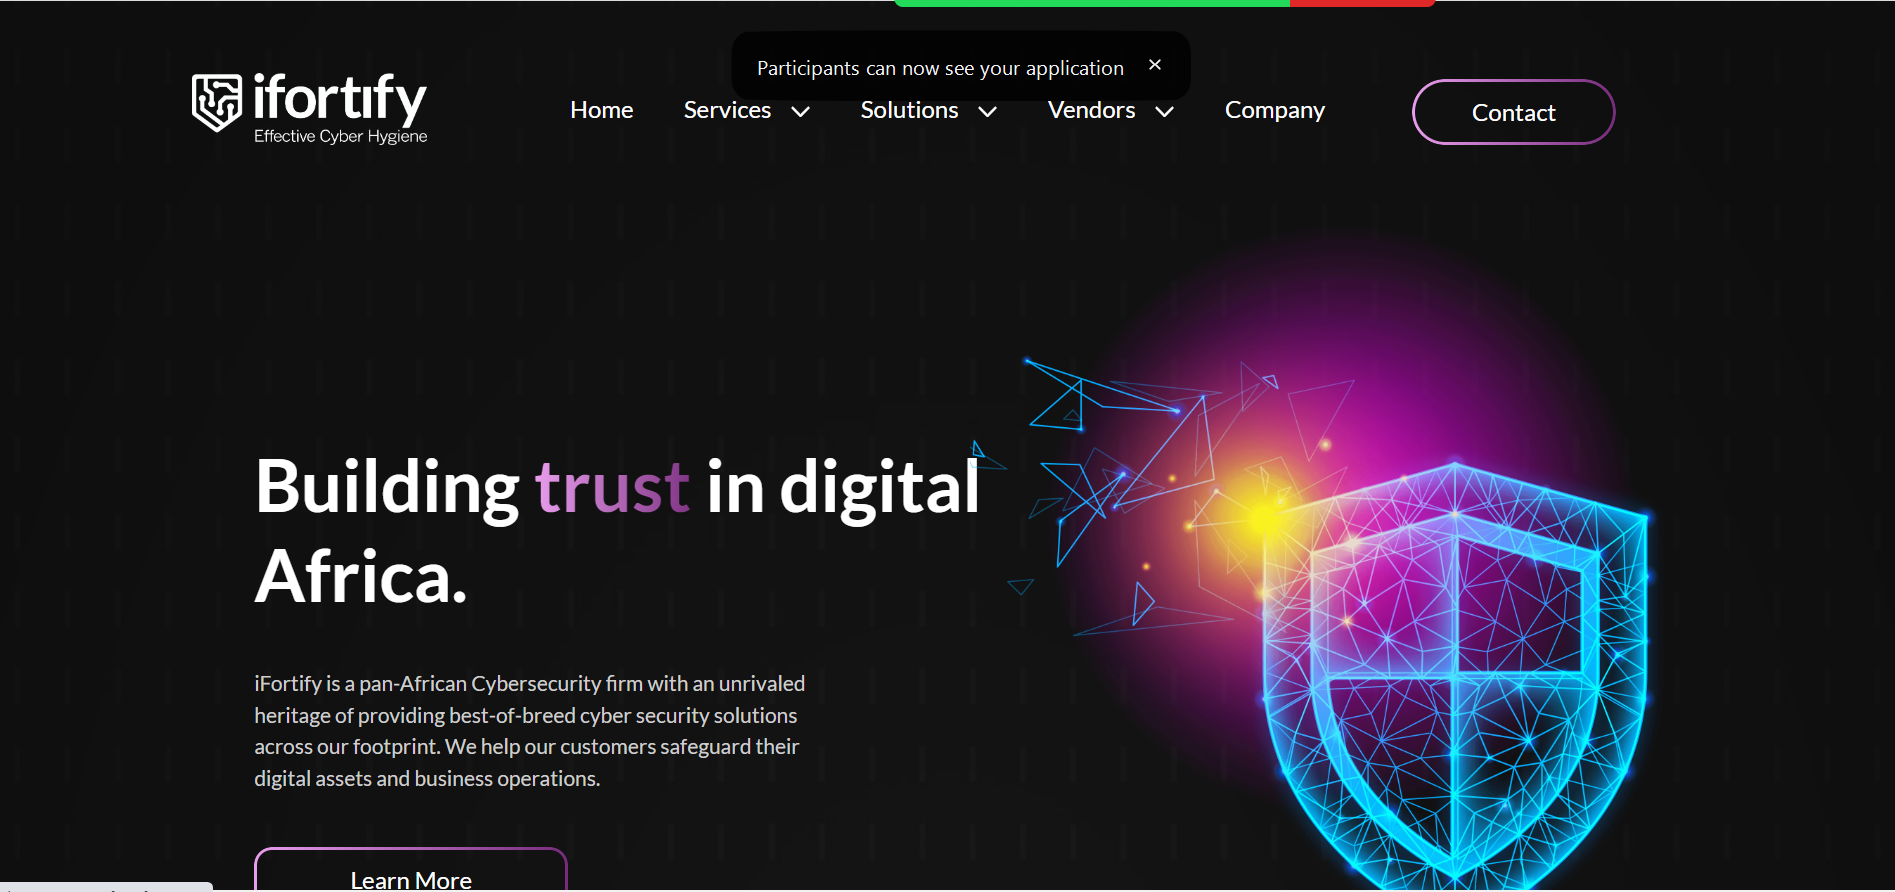 Participants can now see your application
ifortify
Effective Cyber Hygiene
Home Services Solutions Vendors Company Contact
Building trust in digital
Africa.
iFortify is a pan-African Cybersecurity firm with an unrivaled
heritage of providing best-of-breed cyber security solutions
across our footprint. We help our customers safeguard their
digital assets and business operations.
Learn More